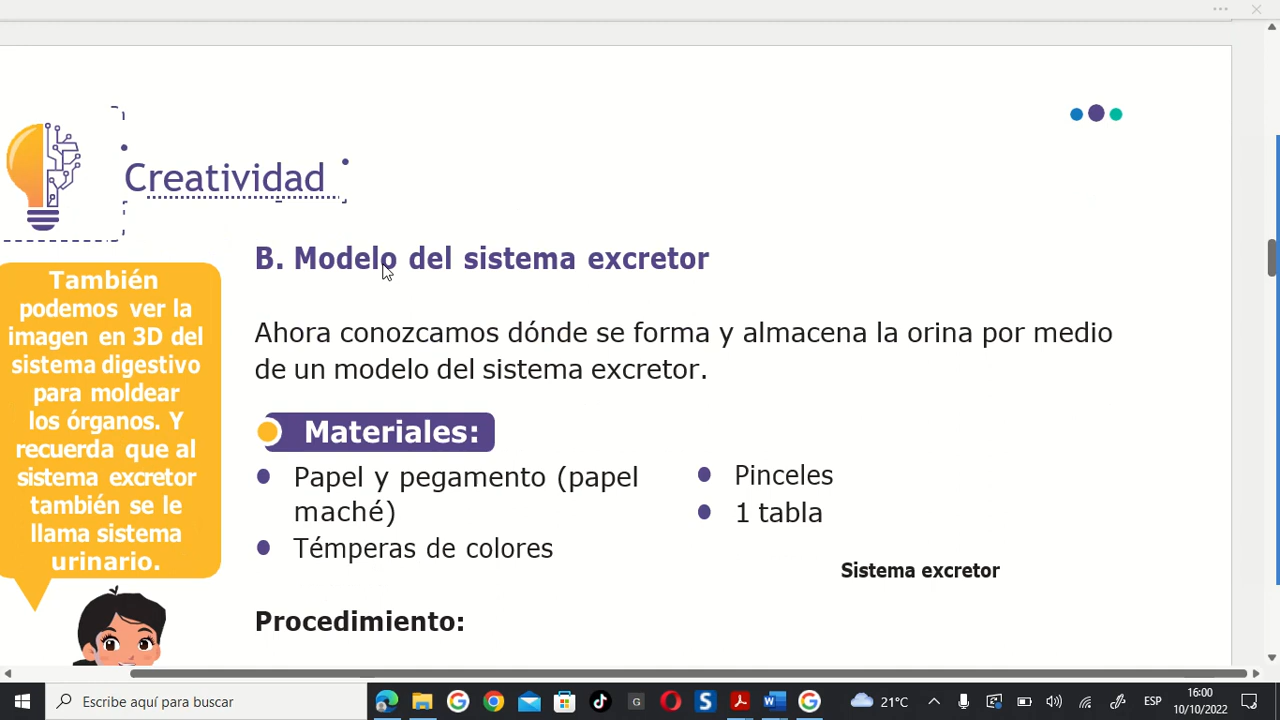 Creatividad
B. Modelo del sistema excretor
También
podemos ver la
imagen en 3D del
sistema digestivo
para moldear
los órganos. Y
recuerda que al
sistema excretor
también se le
llama sistema
urinario.
Ahora conozcamos dónde se forma y almacena la orina por medio
de un modelo del sistema excretor.
Materiales:
Papel y pegamento (papel
maché)
Témperas de colores
Pinceles
1 tabla
Sistema excretor
Procedimiento:
Escribe aquí para buscar
21°C
ESP
16:00
10/10/2022